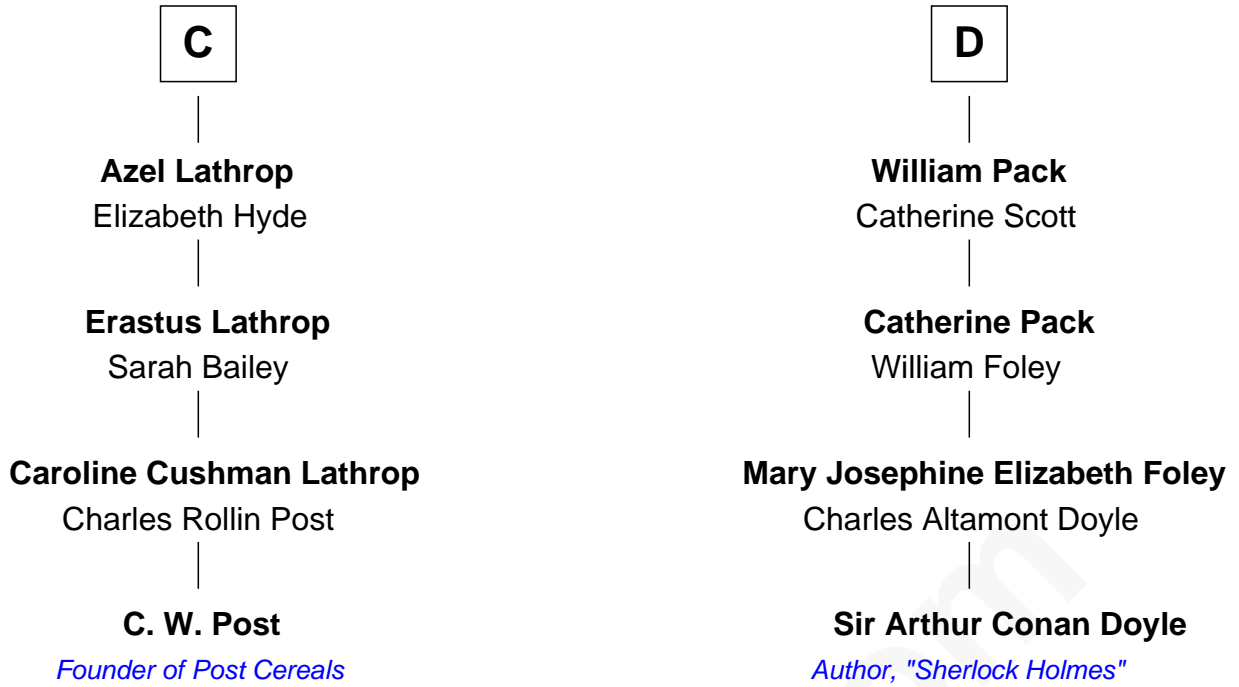 C
Azel Lathrop
Elizabeth Hyde
Erastus Lathrop
Sarah Bailey
Caroline Cushman Lathrop
Charles Rollin Post
C. W. Post
Founder of Post Cereals
D
William Pack
Catherine Scott
Catherine Pack
William Foley
Mary Josephine Elizabeth Foley
Charles Altamont Doyle
Sir Arthur Conan Doyle
Author, "Sherlock Holmes"